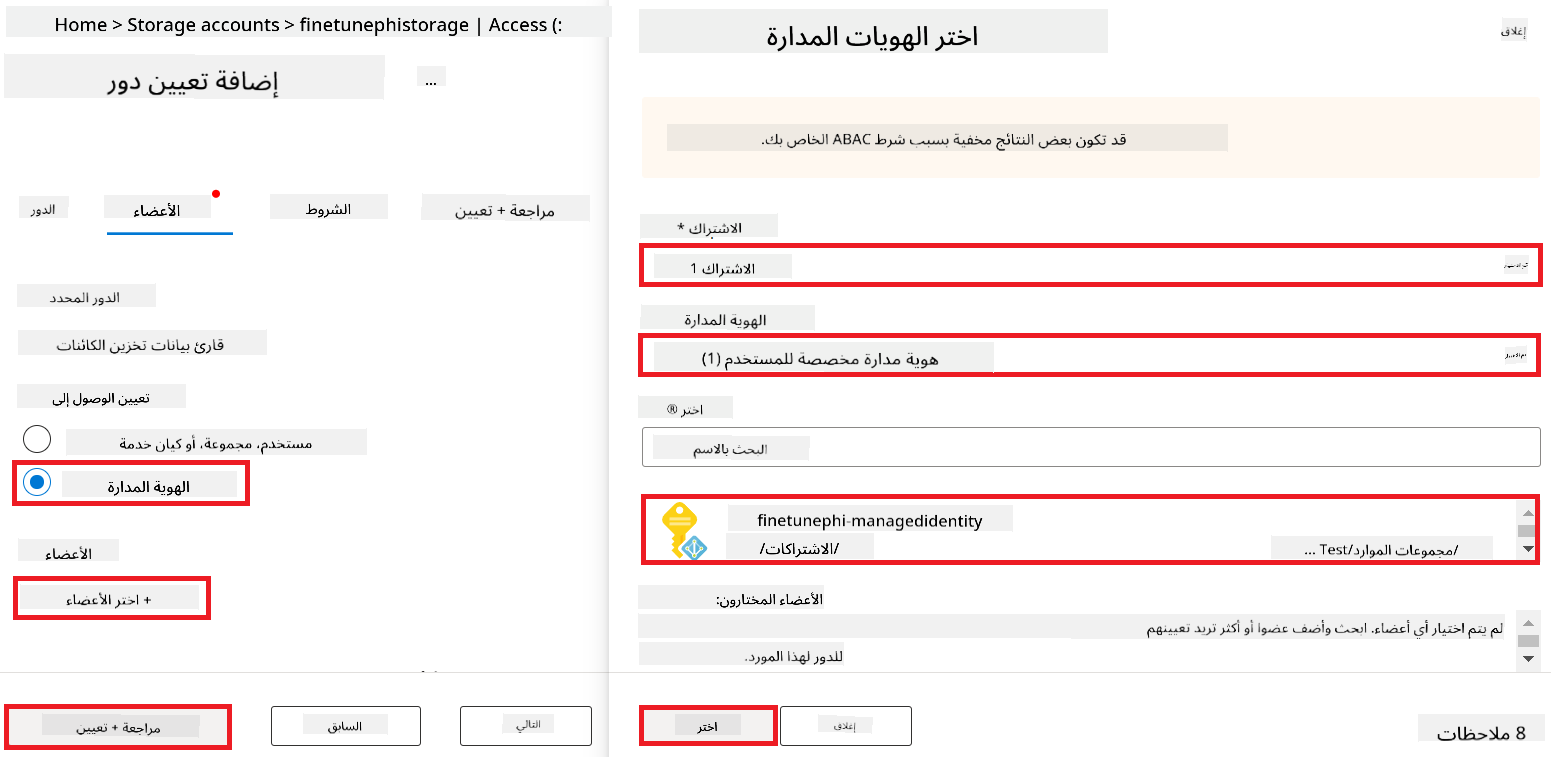 Home > Storage accounts > finetunephistorage | Access (:
إضافة تعيين دور
...
الدور
الأعضاء
الشروط
مراجعة + تعيين
الدور المحدد
قارئ بيانات تخزين الكائنات
تعيين الوصول إلى
مستخدم، مجموعة، أو كيان خدمة
الهوية المدارة
الأعضاء
+ اختر الأعضاء
مراجعة + تعيين
السابق
التالي
اختر الهويات المدارة
إغلاق
قد تكون بعض النتائج مخفية بسبب شرط ABAC الخاص بك.
الاشتراك *
الاشتراك 1
الهوية المدارة
هوية مدارة مخصصة للمستخدم (1)
اختر ®
البحث بالاسم
finetunephi-managedidentity
/الاشتراكات/
/مجموعات الموارد/Test ...
الأعضاء المختارون:
لم يتم اختيار أي أعضاء. ابحث وأضف عضوا أو أكثر تريد تعيينهم
للدور لهذا المورد.
اختر
إغلاق
8 ملاحظات